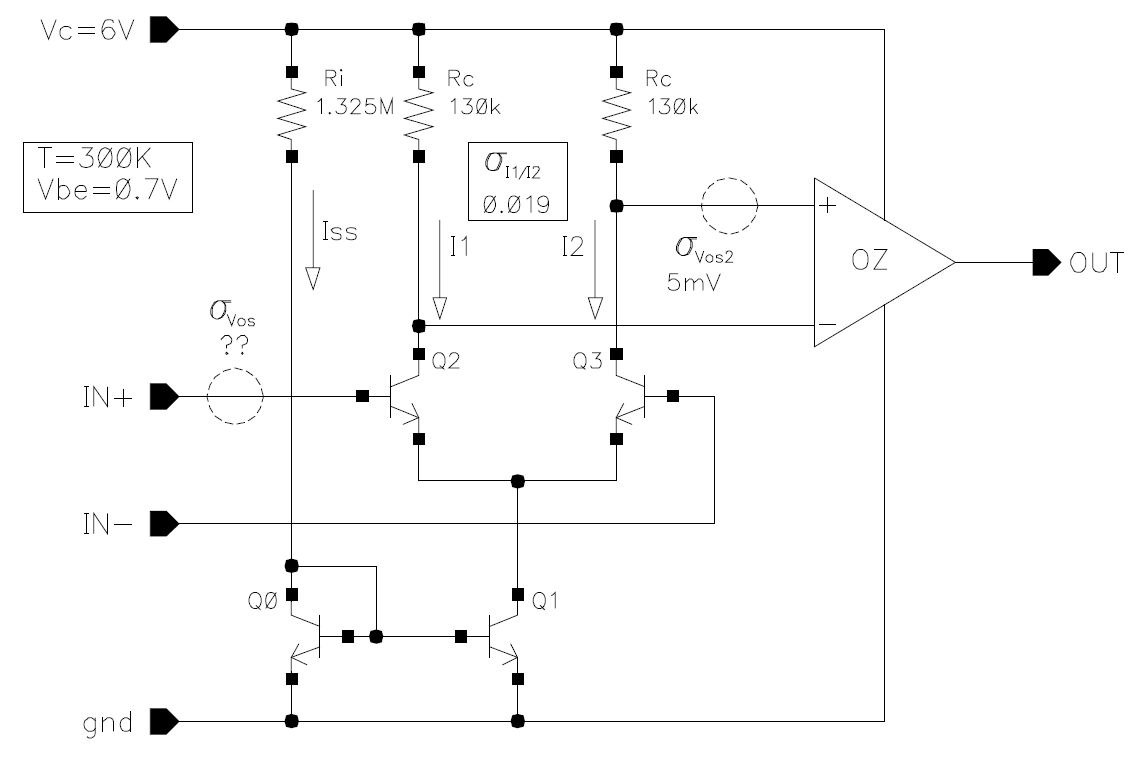 Vc=6V
Ri
1.325M
Rc
130k
Rc
130k
T=300K
Vbe=0.7V
σI1/I2
0.019
Iss
I1
I2
σVos2
5mV
+
OZ
−
OUT
σVos
??
Q2
Q3
IN+
IN−
Q0
Q1
gnd